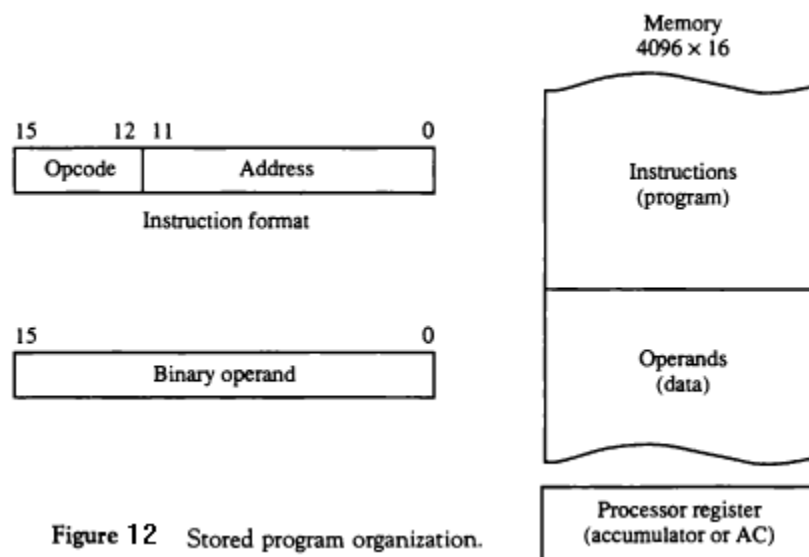 Memory
4096 × 16
15 12 11 0
Opcode Address
Instruction format
Instructions
(program)
15 0
Binary operand
Operands
(data)
Processor register
(accumulator or AC)
Figure 12 Stored program organization.